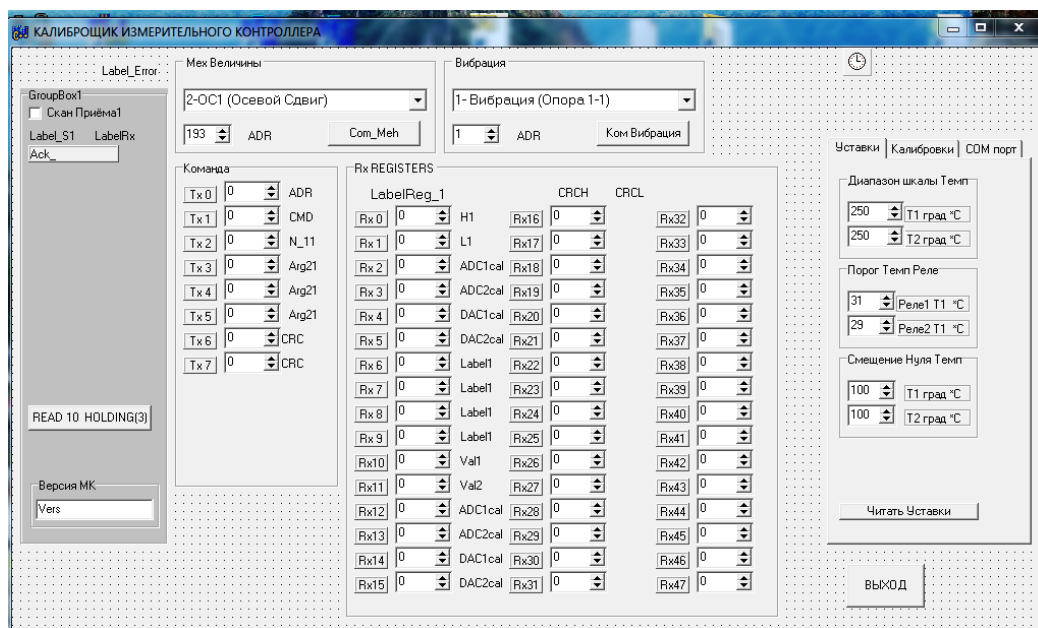 КАЛИБРОЩИК ИЗМЕРИТЕЛЬНОГО КОНТРОЛЛЕРА
Label_Error
GroupBox1
Скан Приёма1
Label_S1 LabelRx
Ack_
READ 10 HOLDING(3)
Версия МК
Vers
Мех Величины
2-ОС1 (Осевой Сдвиг)
193 ADR Com_Meh
Вибрация
1- Вибрация (Опора 1-1)
1 ADR Ком Вибрация
Команда
Tx 0 0 ADR
Tx 1 0 CMD
Tx 2 0 N_11
Tx 3 0 Arg21
Tx 4 0 Arg21
Tx 5 0 Arg21
Tx 6 0 CRC
Tx 7 0 CRC
Rx REGISTERS
LabelReg_1 CRCH CRCL
Rx 0 0 H1 Rx16 0 Rx32 0
Rx 1 0 L1 Rx17 0 Rx33 0
Rx 2 0 ADC1cal Rx18 0 Rx34 0
Rx 3 0 ADC2cal Rx19 0 Rx35 0
Rx 4 0 DAC1cal Rx20 0 Rx36 0
Rx 5 0 DAC2cal Rx21 0 Rx37 0
Rx 6 0 Label1 Rx22 0 Rx38 0
Rx 7 0 Label1 Rx23 0 Rx39 0
Rx 8 0 Label1 Rx24 0 Rx40 0
Rx 9 0 Label1 Rx25 0 Rx41 0
Rx10 0 Val1 Rx26 0 Rx42 0
Rx11 0 Val2 Rx27 0 Rx43 0
Rx12 0 ADC1cal Rx28 0 Rx44 0
Rx13 0 ADC2cal Rx29 0 Rx45 0
Rx14 0 DAC1cal Rx30 0 Rx46 0
Rx15 0 DAC2cal Rx31 0 Rx47 0
Уставки Калибровки COM порт
Диапазон шкалы Темп
250 T1 град °C
250 T2 град °C
Порог Темп Реле
31 Реле1 T1 °C
29 Реле2 T1 °C
Смещение Нуля Темп
100 T1 град °C
100 T2 град °C
Читать Уставки
ВЫХОД